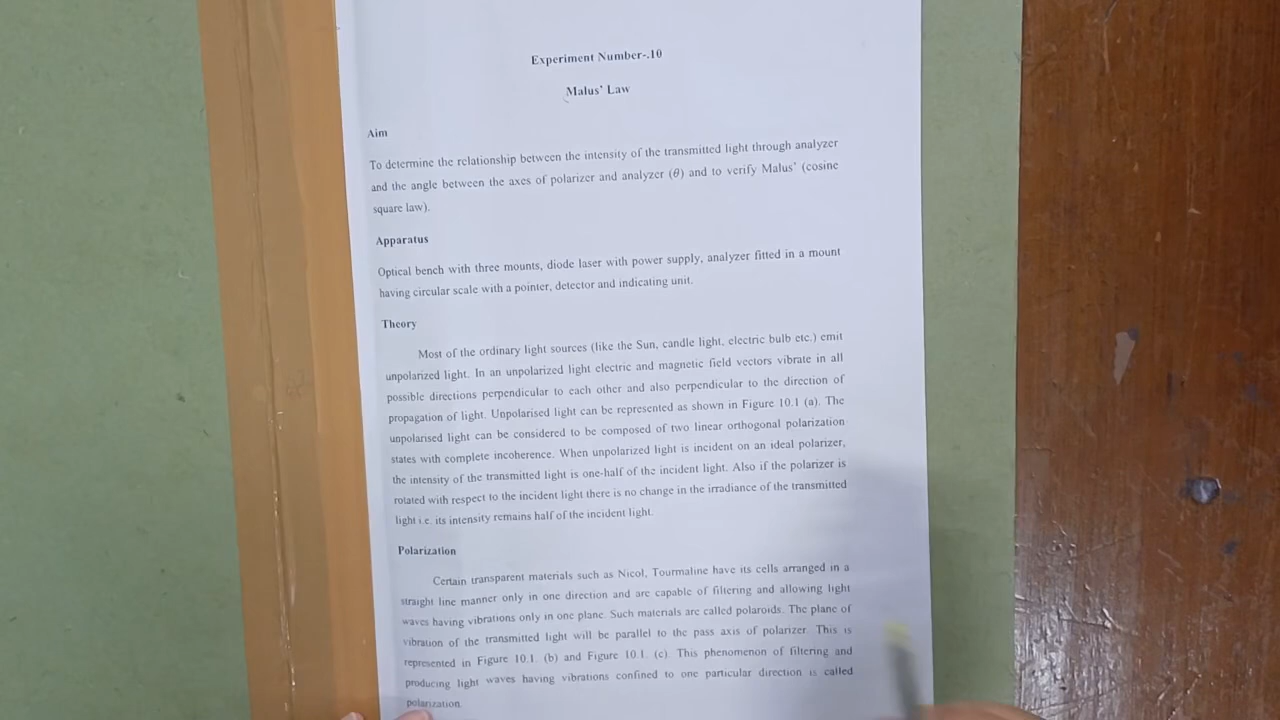 Experiment Number-.10
Malus' Law
Aim
To determine the relationship between the intensity of the transmitted light through analyzer
and the angle between the axes of polarizer and analyzer (θ) and to verify Malus' (cosine
square law).
Apparatus
Optical bench with three mounts, diode laser with power supply, analyzer fitted in a mount
having circular scale with a pointer, detector and indicating unit.
Theory
Most of the ordinary light sources (like the Sun, candle light, electric bulb etc.) emit
unpolarized light. In an unpolarized light electric and magnetic field vectors vibrate in all
possible directions perpendicular to each other and also perpendicular to the direction of
propagation of light. Unpolarised light can be represented as shown in Figure 10.1 (a). The
unpolarised light can be considered to be composed of two linear orthogonal polarization
states with complete incoherence. When unpolarized light is incident on an ideal polarizer,
the intensity of the transmitted light is one-half of the incident light. Also if the polarizer is
rotated with respect to the incident light there is no change in the irradiance of the transmitted
light i.e. its intensity remains half of the incident light.
Polarization
Certain transparent materials such as Nicol, Tourmaline have its cells arranged in a
straight line manner only in one direction and are capable of filtering and allowing light
waves having vibrations only in one plane. Such materials are called polaroids. The plane of
vibration of the transmitted light will be parallel to the pass axis of polarizer. This is
represented in Figure 10.1. (b) and Figure 10.1. (c). This phenomenon of filtering and
producing light waves having vibrations confined to one particular direction is called
polarization.